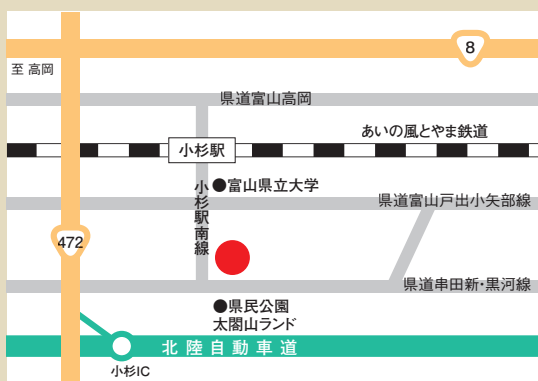 8
至 高岡
県道富山高岡
あいの風とやま鉄道
小杉駅
●富山県立大学
小杉駅南線
県道富山戸出小矢部線
472
県道串田新・黒河線
●県民公園
太閤山ランド
北陸自動車道
小杉IC